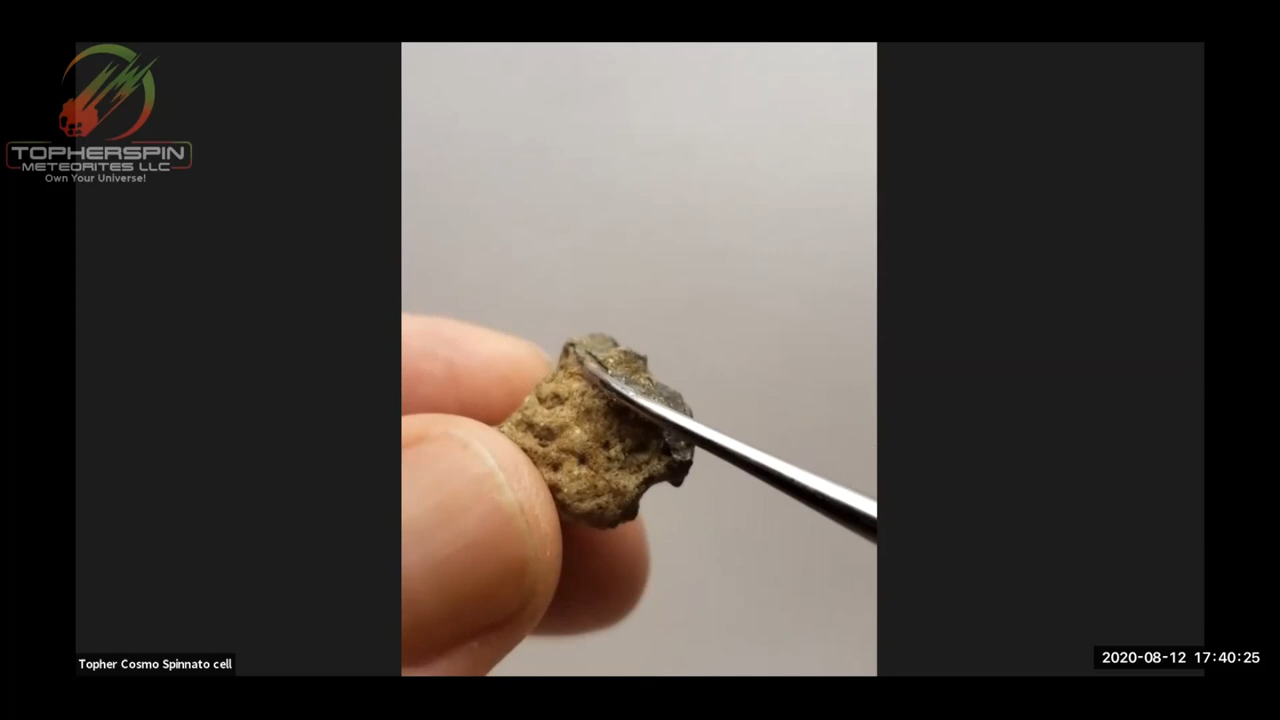 TOPHERSPIN
METEORITES LLC
Own Your Universe!
Topher Cosmo Spinnato cell
2020-08-12 17:40:25